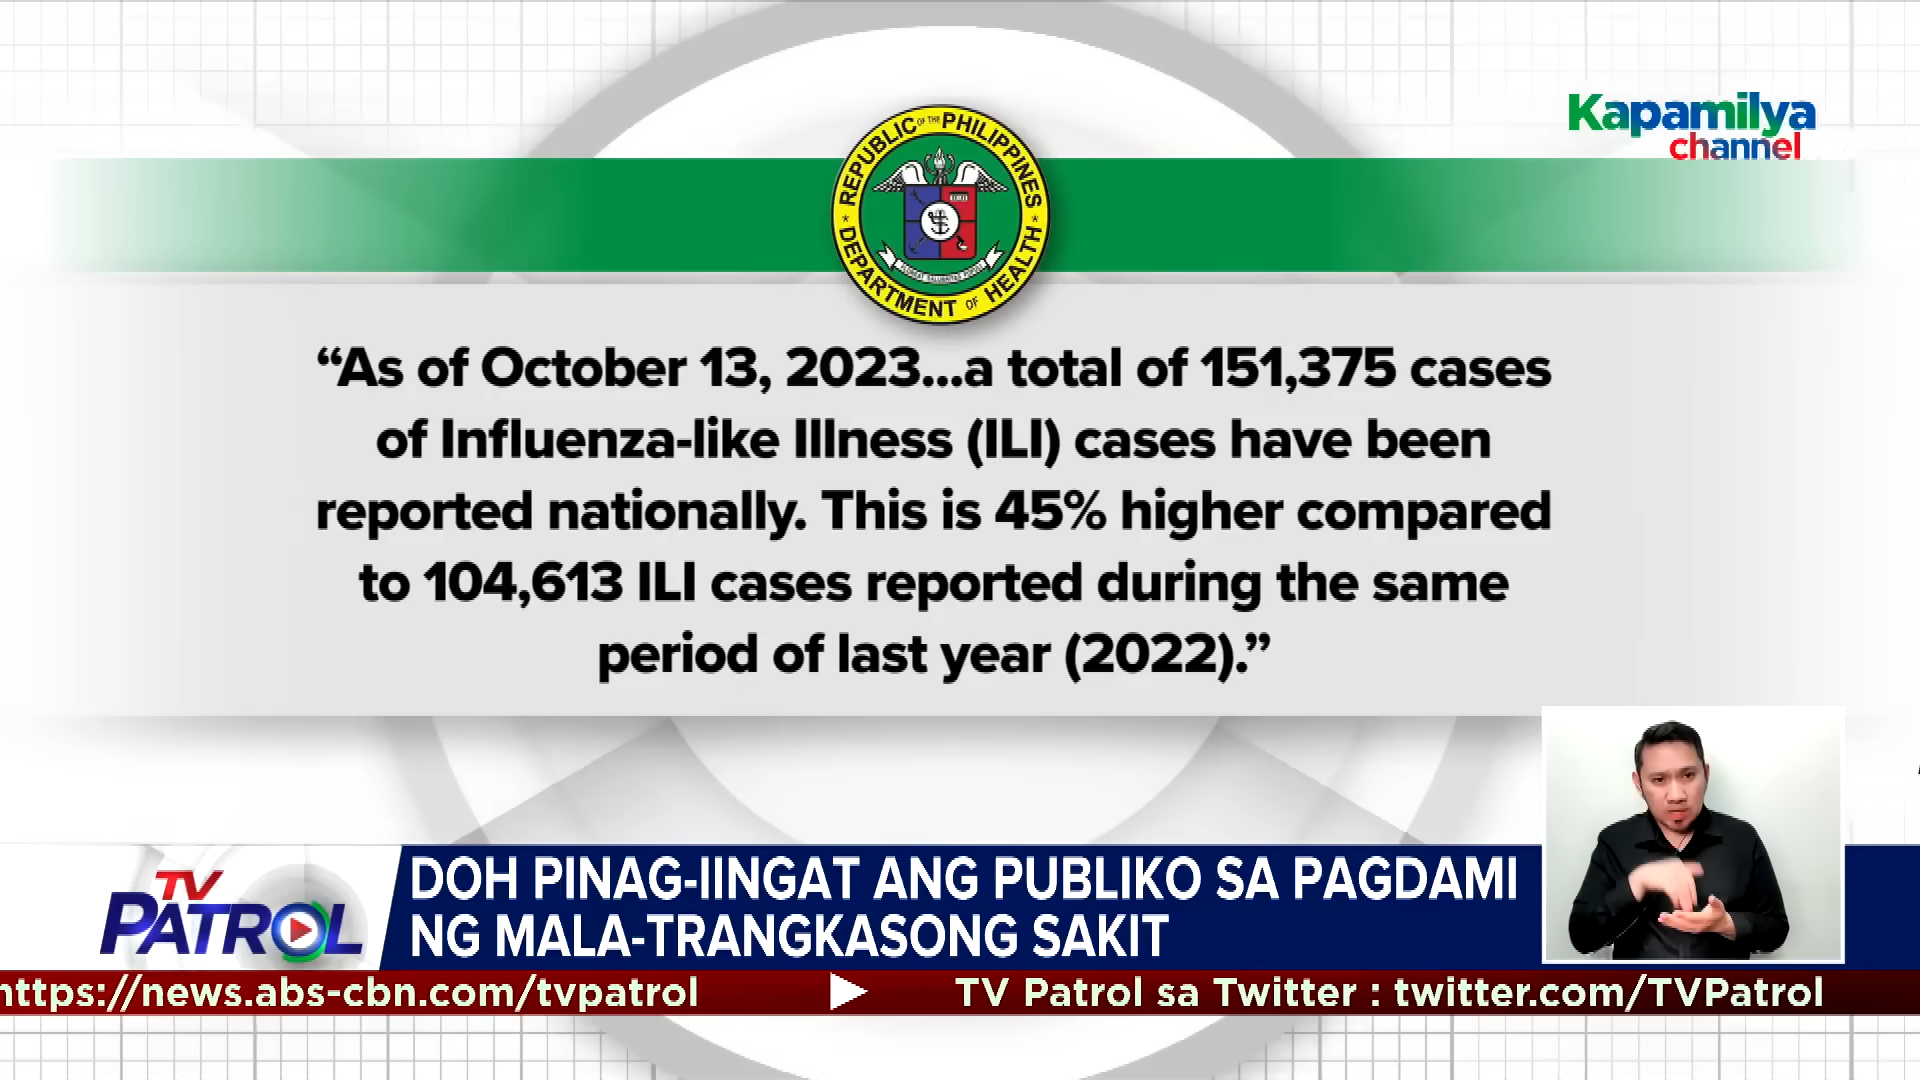 Kapamilya
channel
REPUBLIC OF THE PHILIPPINES
DEPARTMENT OF HEALTH
“As of October 13, 2023...a total of 151,375 cases
of Influenza-like Illness (ILI) cases have been
reported nationally. This is 45% higher compared
to 104,613 ILI cases reported during the same
period of last year (2022).”
TV
PATROL
DOH PINAG-IINGAT ANG PUBLIKO SA PAGDAMI
NG MALA-TRANGKASONG SAKIT
https://news.abs-cbn.com/tvpatrol TV Patrol sa Twitter : twitter.com/TVPatrol